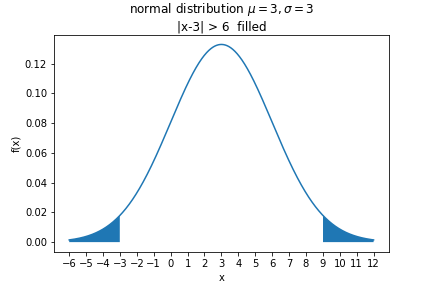 normal distribution μ = 3, σ = 3
|x-3| > 6 filled
f(x)
0.12
0.10
0.08
0.06
0.04
0.02
0.00
−6 −5 −4 −3 −2 −1 0 1 2 3 4 5 6 7 8 9 10 11 12
x